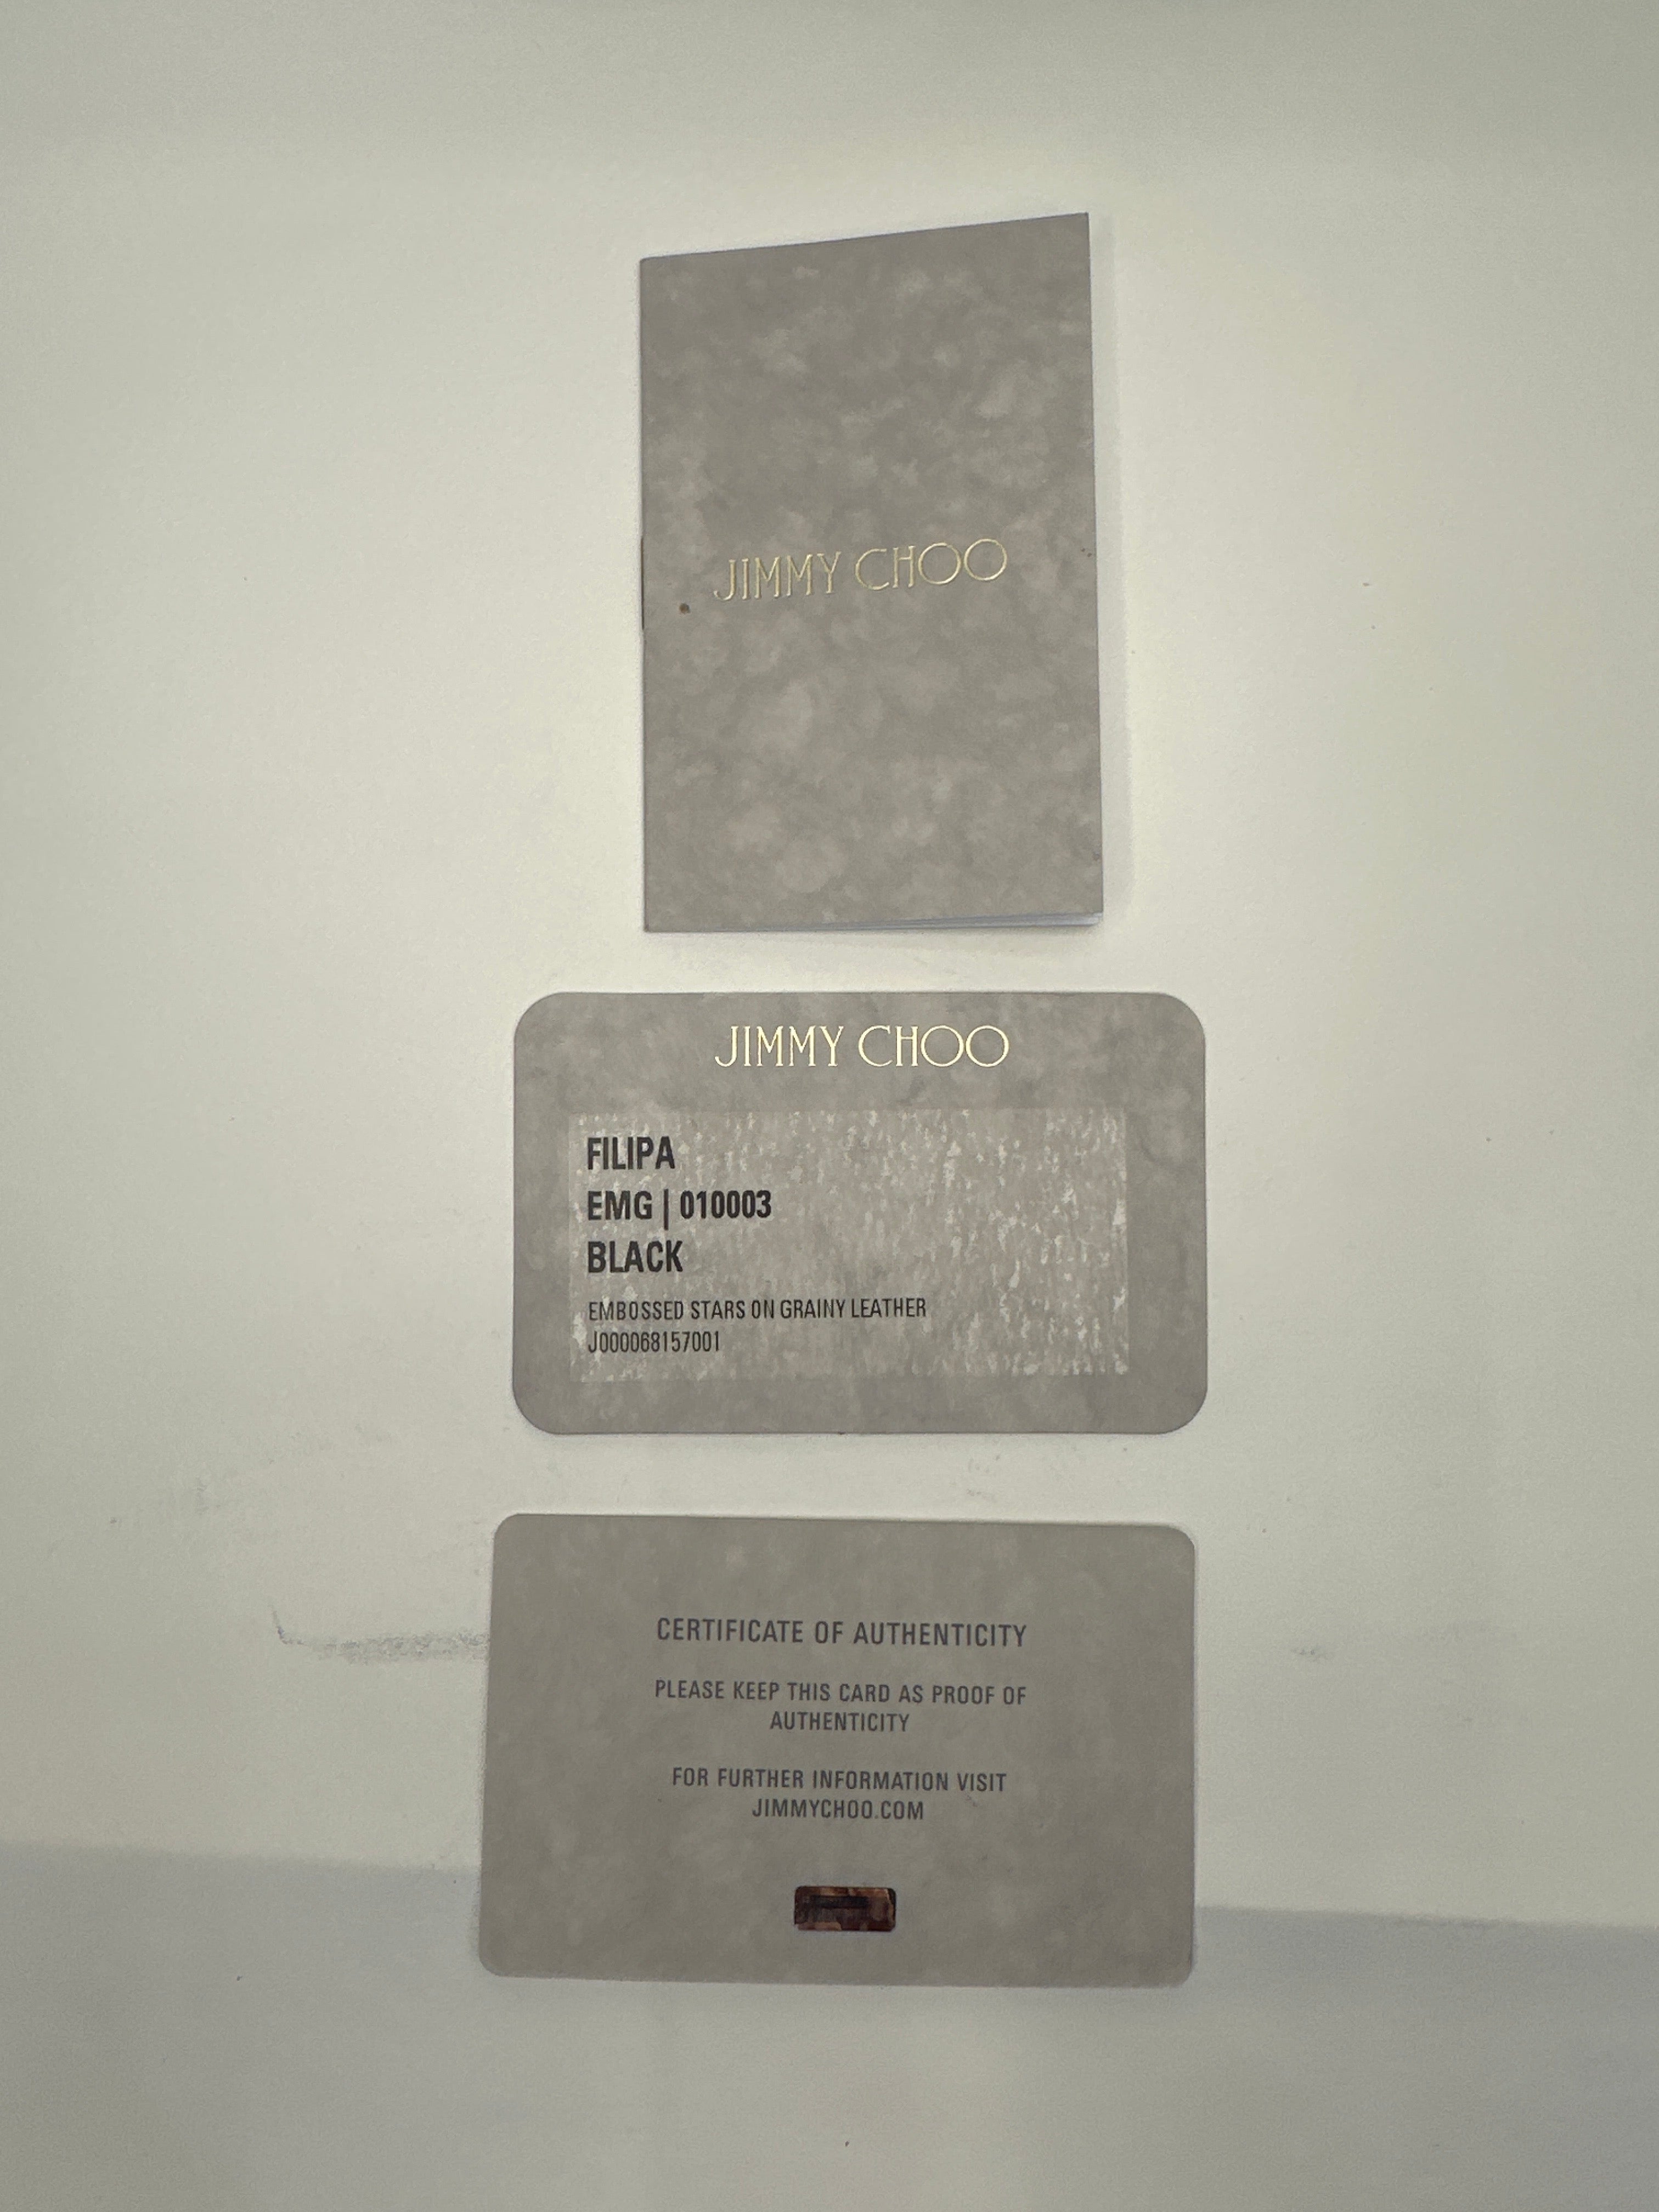 JIMMY CHOO
JIMMY CHOO
FILIPA
EMG | 010003
BLACK
EMBOSSED STARS ON GRAINY LEATHER
J000068157001
CERTIFICATE OF AUTHENTICITY
PLEASE KEEP THIS CARD AS PROOF OF
AUTHENTICITY
FOR FURTHER INFORMATION VISIT
JIMMYCHOO.COM